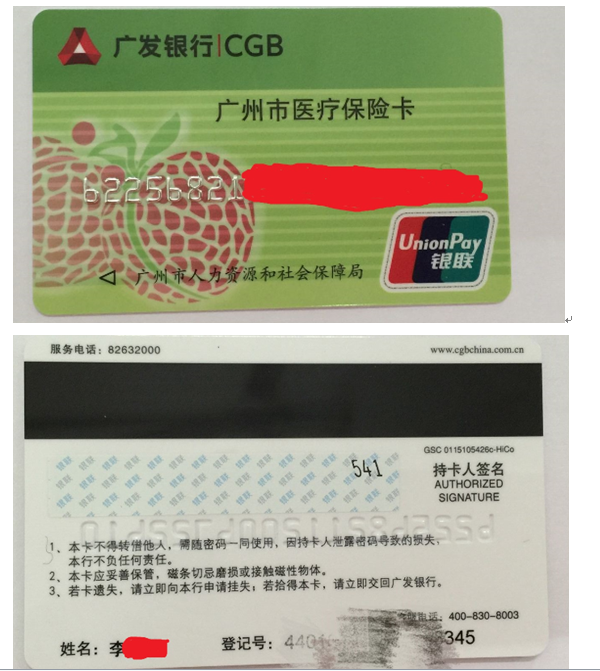 广发银行|CGB
广州市医疗保险卡
62256821
UnionPay
银联
广州市人力资源和社会保障局
服务电话：82632000
www.cgbchina.com.cn
GSC 0115105426c-HiCo
541
持卡人签名
AUTHORIZED
SIGNATURE
1、本卡不得转借他人，需随密码一同使用，因持卡人泄露密码导致的损失，
本行不负任何责任。
2、本卡应妥善保管，磁条切忌磨损或接触磁性物体。
3、若卡遗失，请立即向本行申请挂失；若拾得本卡，请立即交回广发银行。
电话：400-830-8003
姓名：李
登记号：4401
345